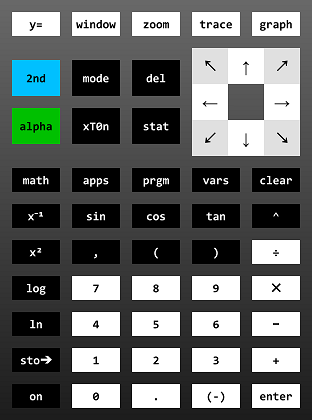 y= window zoom trace graph
2nd mode del ↖ ↑ ↗
← →
alpha xT0n stat ↙ ↓ ↘
math apps prgm vars clear
x⁻¹ sin cos tan ^
x² , ( ) ÷
log 7 8 9 ×
ln 4 5 6 −
sto➔ 1 2 3 +
on 0 . (-) enter